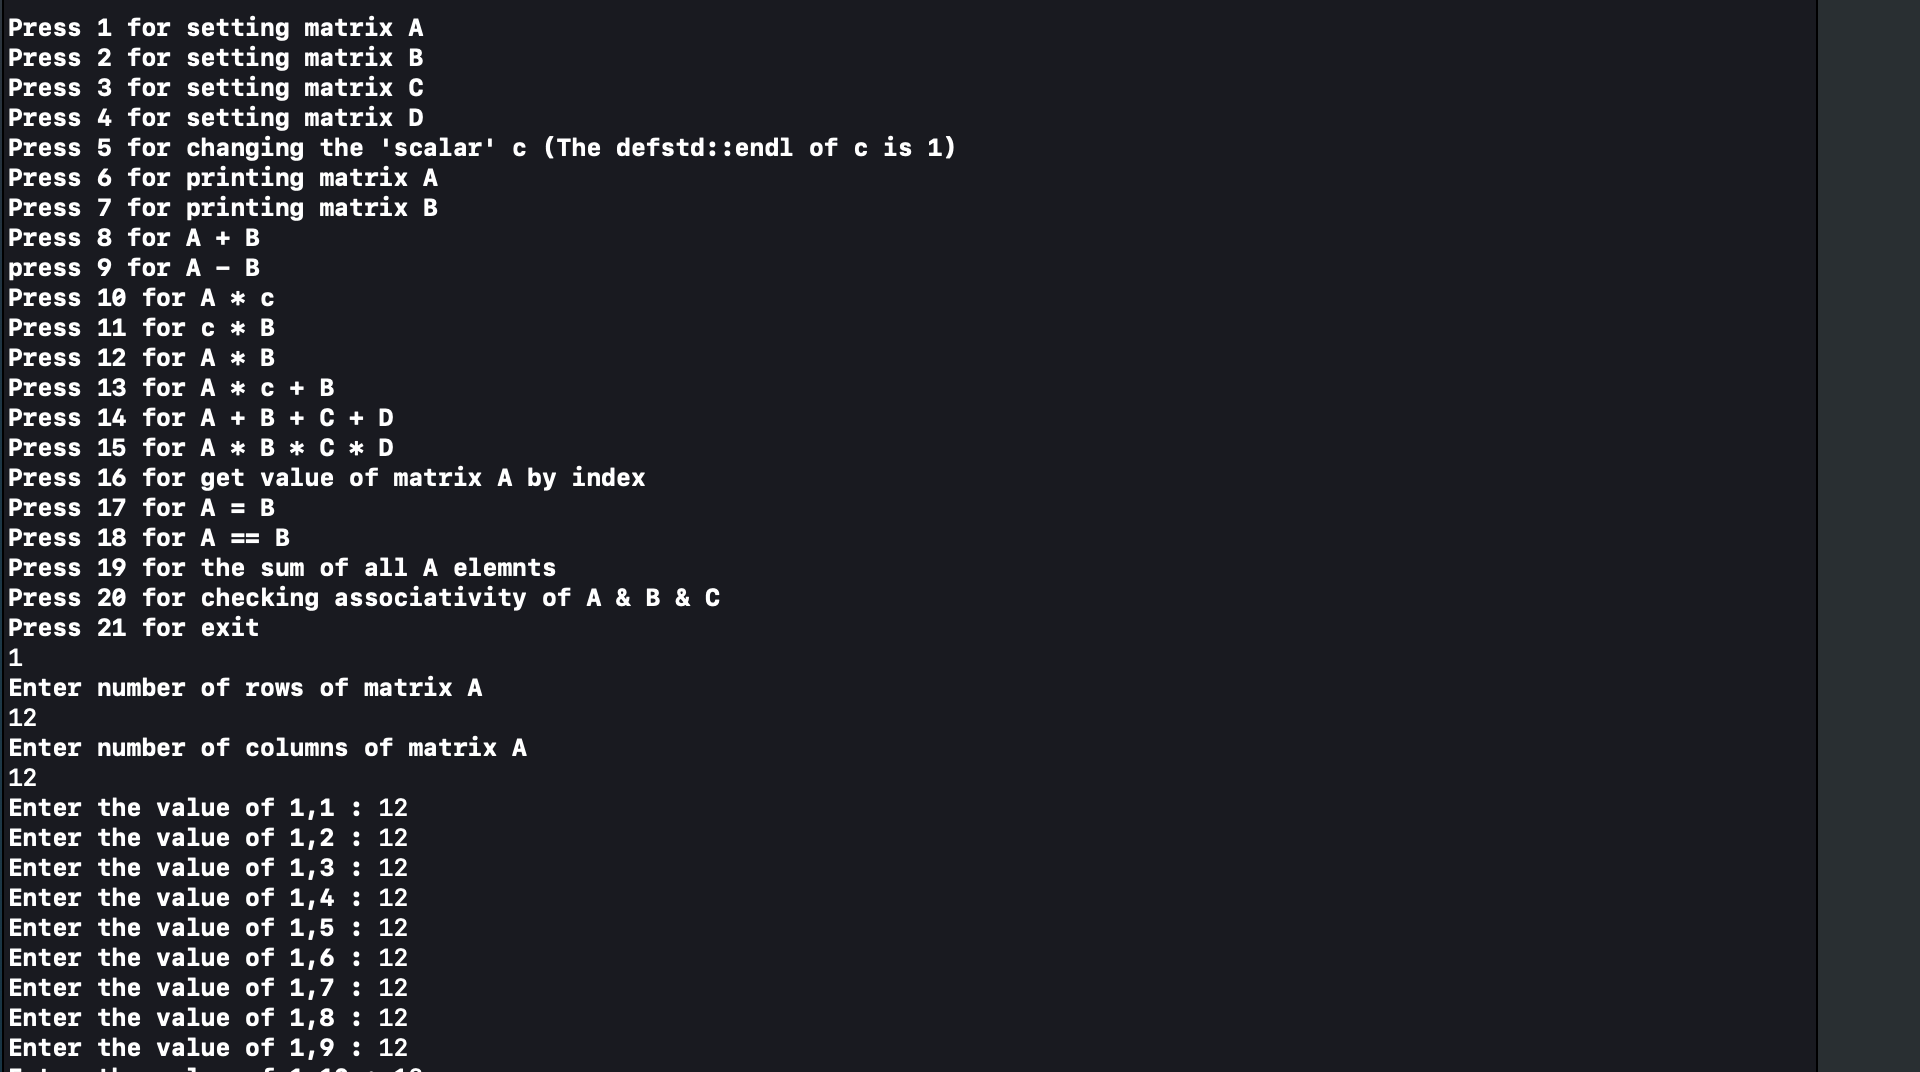 Press 1 for setting matrix A
Press 2 for setting matrix B
Press 3 for setting matrix C
Press 4 for setting matrix D
Press 5 for changing the 'scalar' c (The defstd::endl of c is 1)
Press 6 for printing matrix A
Press 7 for printing matrix B
Press 8 for A + B
press 9 for A - B
Press 10 for A * c
Press 11 for c * B
Press 12 for A * B
Press 13 for A * c + B
Press 14 for A + B + C + D
Press 15 for A * B * C * D
Press 16 for get value of matrix A by index
Press 17 for A = B
Press 18 for A == B
Press 19 for the sum of all A elemnts
Press 20 for checking associativity of A & B & C
Press 21 for exit
1
Enter number of rows of matrix A
12
Enter number of columns of matrix A
12
Enter the value of 1,1 : 12
Enter the value of 1,2 : 12
Enter the value of 1,3 : 12
Enter the value of 1,4 : 12
Enter the value of 1,5 : 12
Enter the value of 1,6 : 12
Enter the value of 1,7 : 12
Enter the value of 1,8 : 12
Enter the value of 1,9 : 12